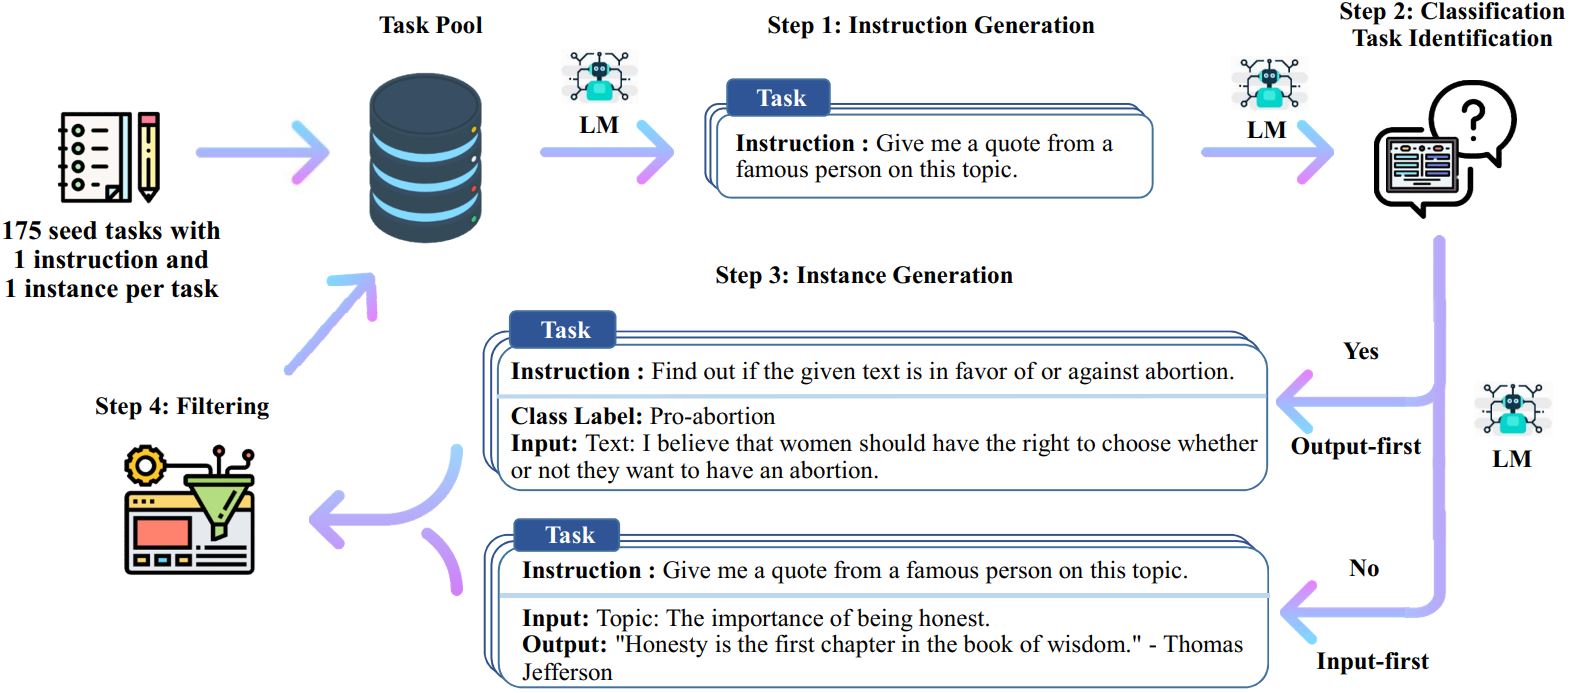 Task Pool
Step 1: Instruction Generation
Step 2: Classification
Task Identification
LM
Task
Instruction : Give me a quote from a
famous person on this topic.
LM
175 seed tasks with
1 instruction and
1 instance per task
Step 3: Instance Generation
Task
Instruction : Find out if the given text is in favor of or against abortion.
Class Label: Pro-abortion
Input: Text: I believe that women should have the right to choose whether
or not they want to have an abortion.
Yes
Output-first
LM
Step 4: Filtering
Task
Instruction : Give me a quote from a famous person on this topic.
Input: Topic: The importance of being honest.
Output: "Honesty is the first chapter in the book of wisdom." - Thomas
Jefferson
No
Input-first